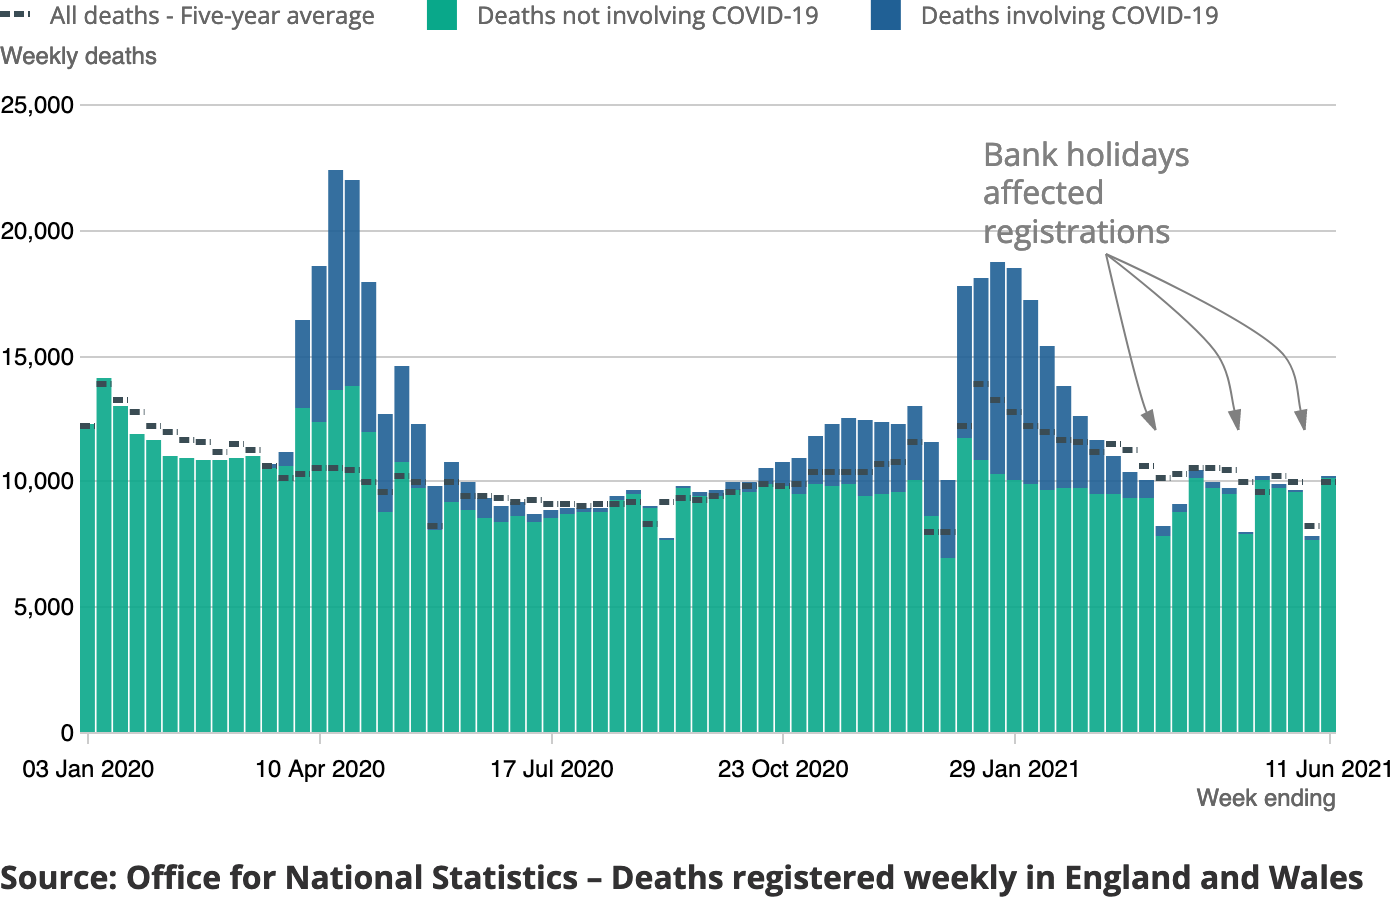 All deaths - Five-year average Deaths not involving COVID-19 Deaths involving COVID-19
Weekly deaths
25,000
Bank holidays
affected
registrations
20,000
15,000
10,000
5,000
0
03 Jan 2020 10 Apr 2020 17 Jul 2020 23 Oct 2020 29 Jan 2021 11 Jun 2021
Week ending
Source: Office for National Statistics – Deaths registered weekly in England and Wales